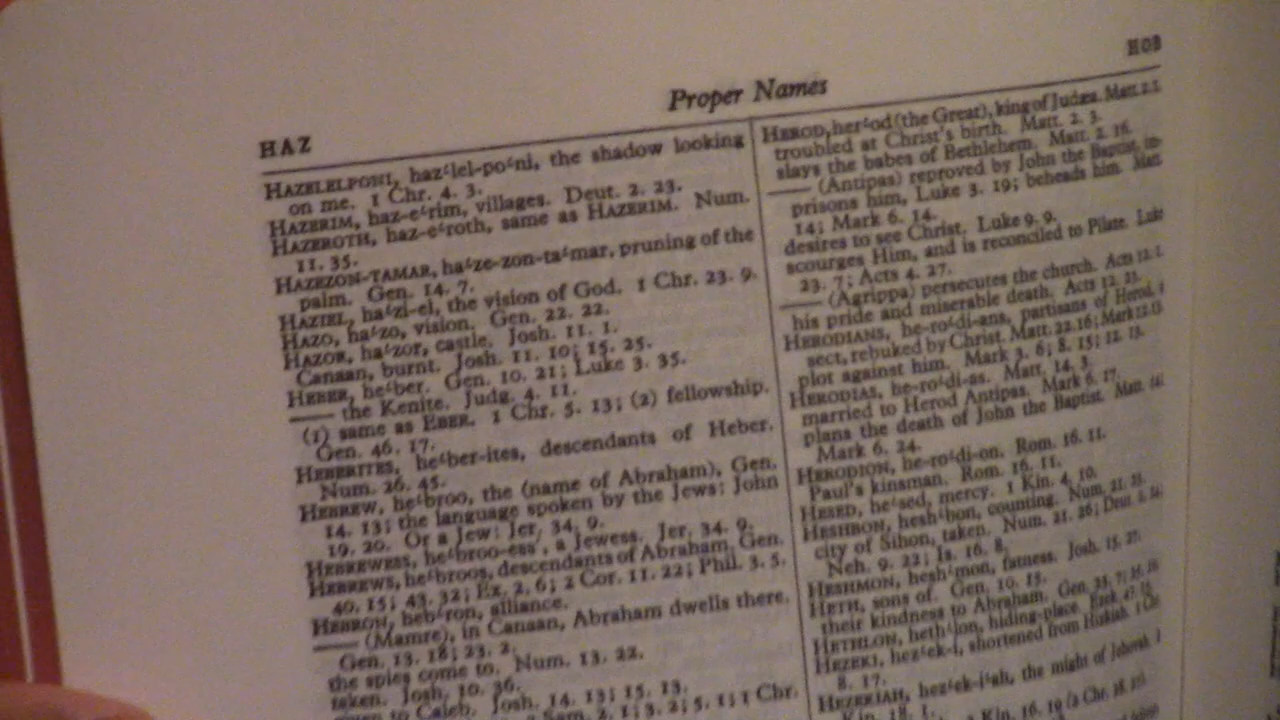 HOB
Proper Names
HAZ
HAZELELPONI, haz‘lel-po‘ni, the shadow looking
on me. 1 Chr. 4. 3.
HAZERIM, haz-e‘rim, villages. Deut. 2. 23.
HAZEROTH, haz-e‘roth, same as HAZERIM. Num.
11. 35.
HAZEZON-TAMAR, ha‘ze-zon-ta‘mar, pruning of the
palm. Gen. 14. 7.
HAZIEL, ha‘zi-el, the vision of God. 1 Chr. 23. 9.
HAZO, ha‘zo, vision. Gen. 22. 22.
HAZOR, ha‘zor, castle. Josh. 11. 1.
Canaan, burnt. Josh. 11. 10; 15. 25.
HEBER, he‘ber. Gen. 10. 21; Luke 3. 35.
—— the Kenite. Judg. 4. 11.
(1) same as EBER. 1 Chr. 5. 13; (2) fellowship.
Gen. 46. 17.
HEBERITES, he‘ber-ites, descendants of Heber.
Num. 26. 45.
HEBREW, he‘broo, the (name of Abraham), Gen.
14. 13; the language spoken by the Jews: John
19. 20. Or a Jew: Jer. 34. 9.
HEBREWESS, he‘broo-ess‘, a Jewess. Jer. 34. 9.
HEBREWS, he‘broos, descendants of Abraham. Gen.
40. 15; 43. 32; Ex. 2. 6; 2 Cor. 11. 22; Phil. 3. 5.
HEBRON, heb‘ron, alliance.
—— (Mamre), in Canaan, Abraham dwells there.
Gen. 13. 18; 23. 2.
the spies come to. Num. 13. 22.
taken. Josh. 10. 36.
to Caleb. Josh. 14. 13; 15. 13.
Sam. 2. 1; 3. 2; 5. 1; 1 Chr.
HEROD, her‘od (the Great), king of Judæa. Matt. 2. 1.
troubled at Christ's birth. Matt. 2. 3.
slays the babes of Bethlehem. Matt. 2. 16.
—— (Antipas) reproved by John the Baptist, im-
prisons him, Luke 3. 19; beheads him. Matt.
14; Mark 6. 14.
desires to see Christ. Luke 9. 9.
scourges Him, and is reconciled to Pilate. Luke
23. 7; Acts 4. 27.
—— (Agrippa) persecutes the church. Acts 12. 1.
his pride and miserable death. Acts 12. 23.
HERODIANS, he-ro‘di-ans, partisans of Herod,
sect, rebuked by Christ. Matt. 22. 16; Mark 12. 13.
plot against him. Mark 3. 6; 8. 15; 12. 13.
HERODIAS, he-ro‘di-as. Matt. 14. 3.
married to Herod Antipas. Mark 6. 17.
plans the death of John the Baptist. Matt. 14;
Mark 6. 24.
HERODION, he-ro‘di-on. Rom. 16. 11.
Paul's kinsman. Rom. 16. 11.
HESED, he‘sed, mercy. 1 Kin. 4. 10.
HESHBON, hesh‘bon, counting. Num. 21. 25.
city of Sihon, taken. Num. 21. 26; Deut.
Neh. 9. 22; Is. 16. 8.
HESHMON, hesh‘mon, fatness. Josh. 15. 27.
HETH, sons of. Gen. 10. 15.
their kindness to Abraham. Gen.
HETHLON, heth‘lon, hiding-place. Ezek. 47. 15.
HEZEKI, hez‘ek-i, shortened from Hizkiah. 1 Chr.
8. 17.
HEZEKIAH, hez‘ek-i‘ah, the might of Jehovah.
Kin. 18. 1.
Kin. 16. 19